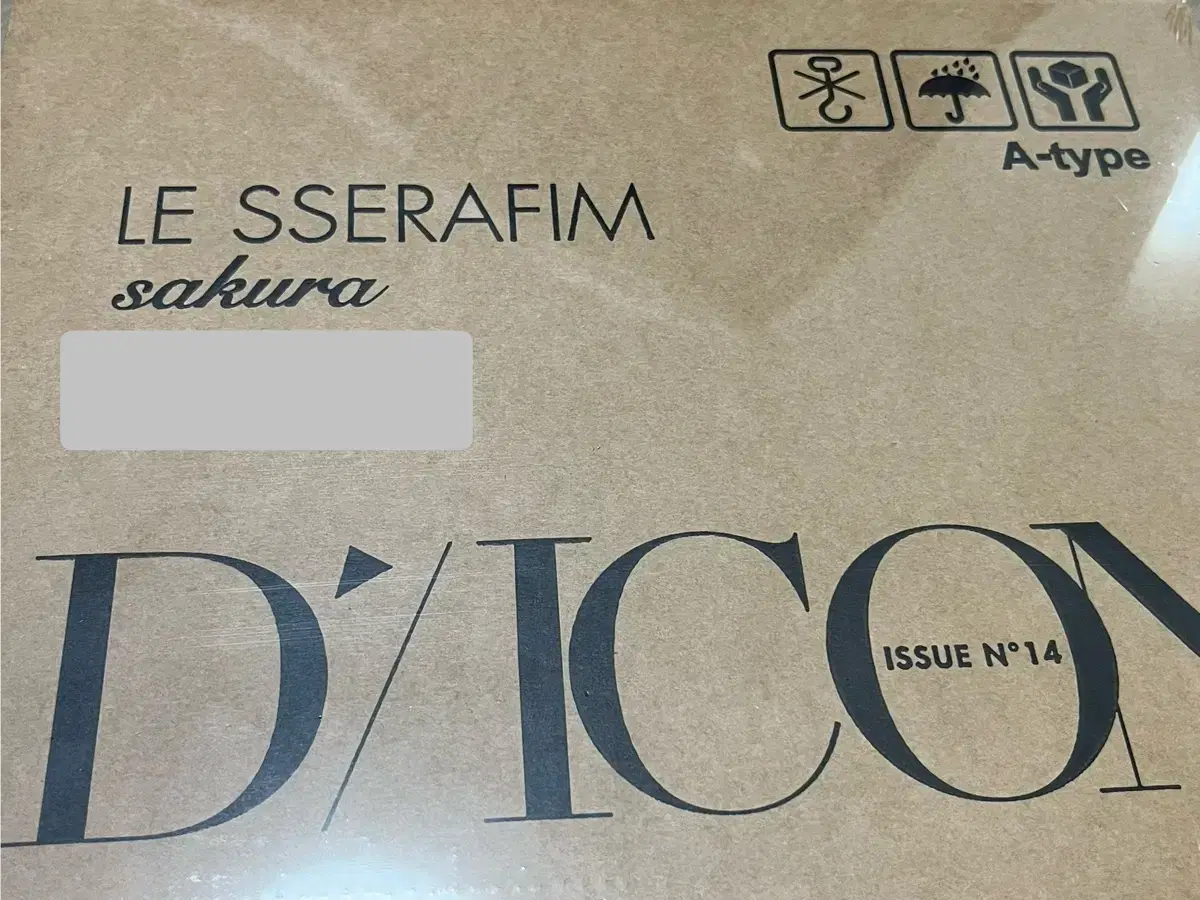 A-type
LE SSERAFIM
sakura
D'/ICON
ISSUE N°14